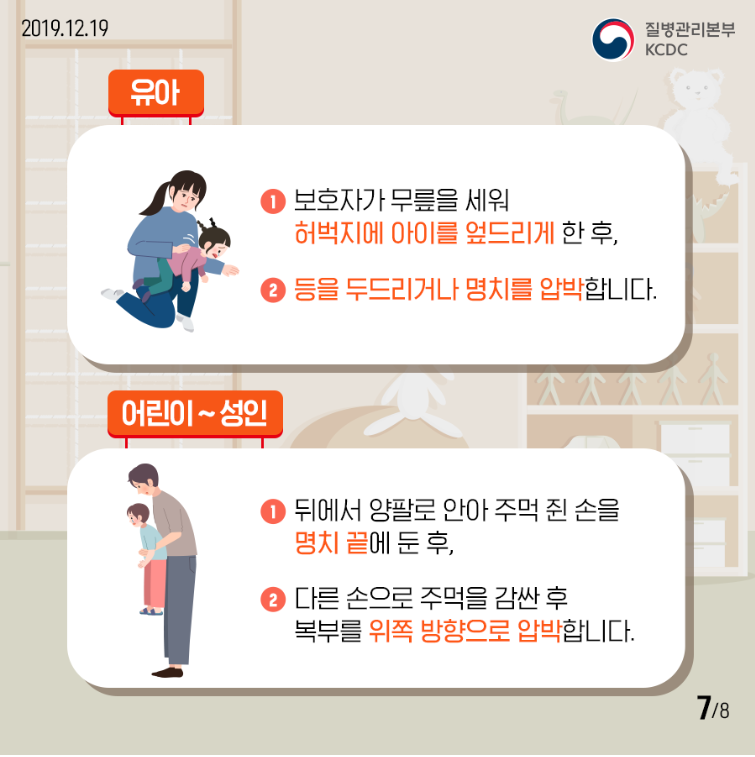 2019.12.19
질병관리본부
KCDC
유아
1 보호자가 무릎을 세워
허벅지에 아이를 엎드리게 한 후,
2 등을 두드리거나 명치를 압박합니다.
어린이 ~ 성인
1 뒤에서 양팔로 안아 주먹 쥔 손을
명치 끝에 둔 후,
2 다른 손으로 주먹을 감싼 후
복부를 위쪽 방향으로 압박합니다.
7/8